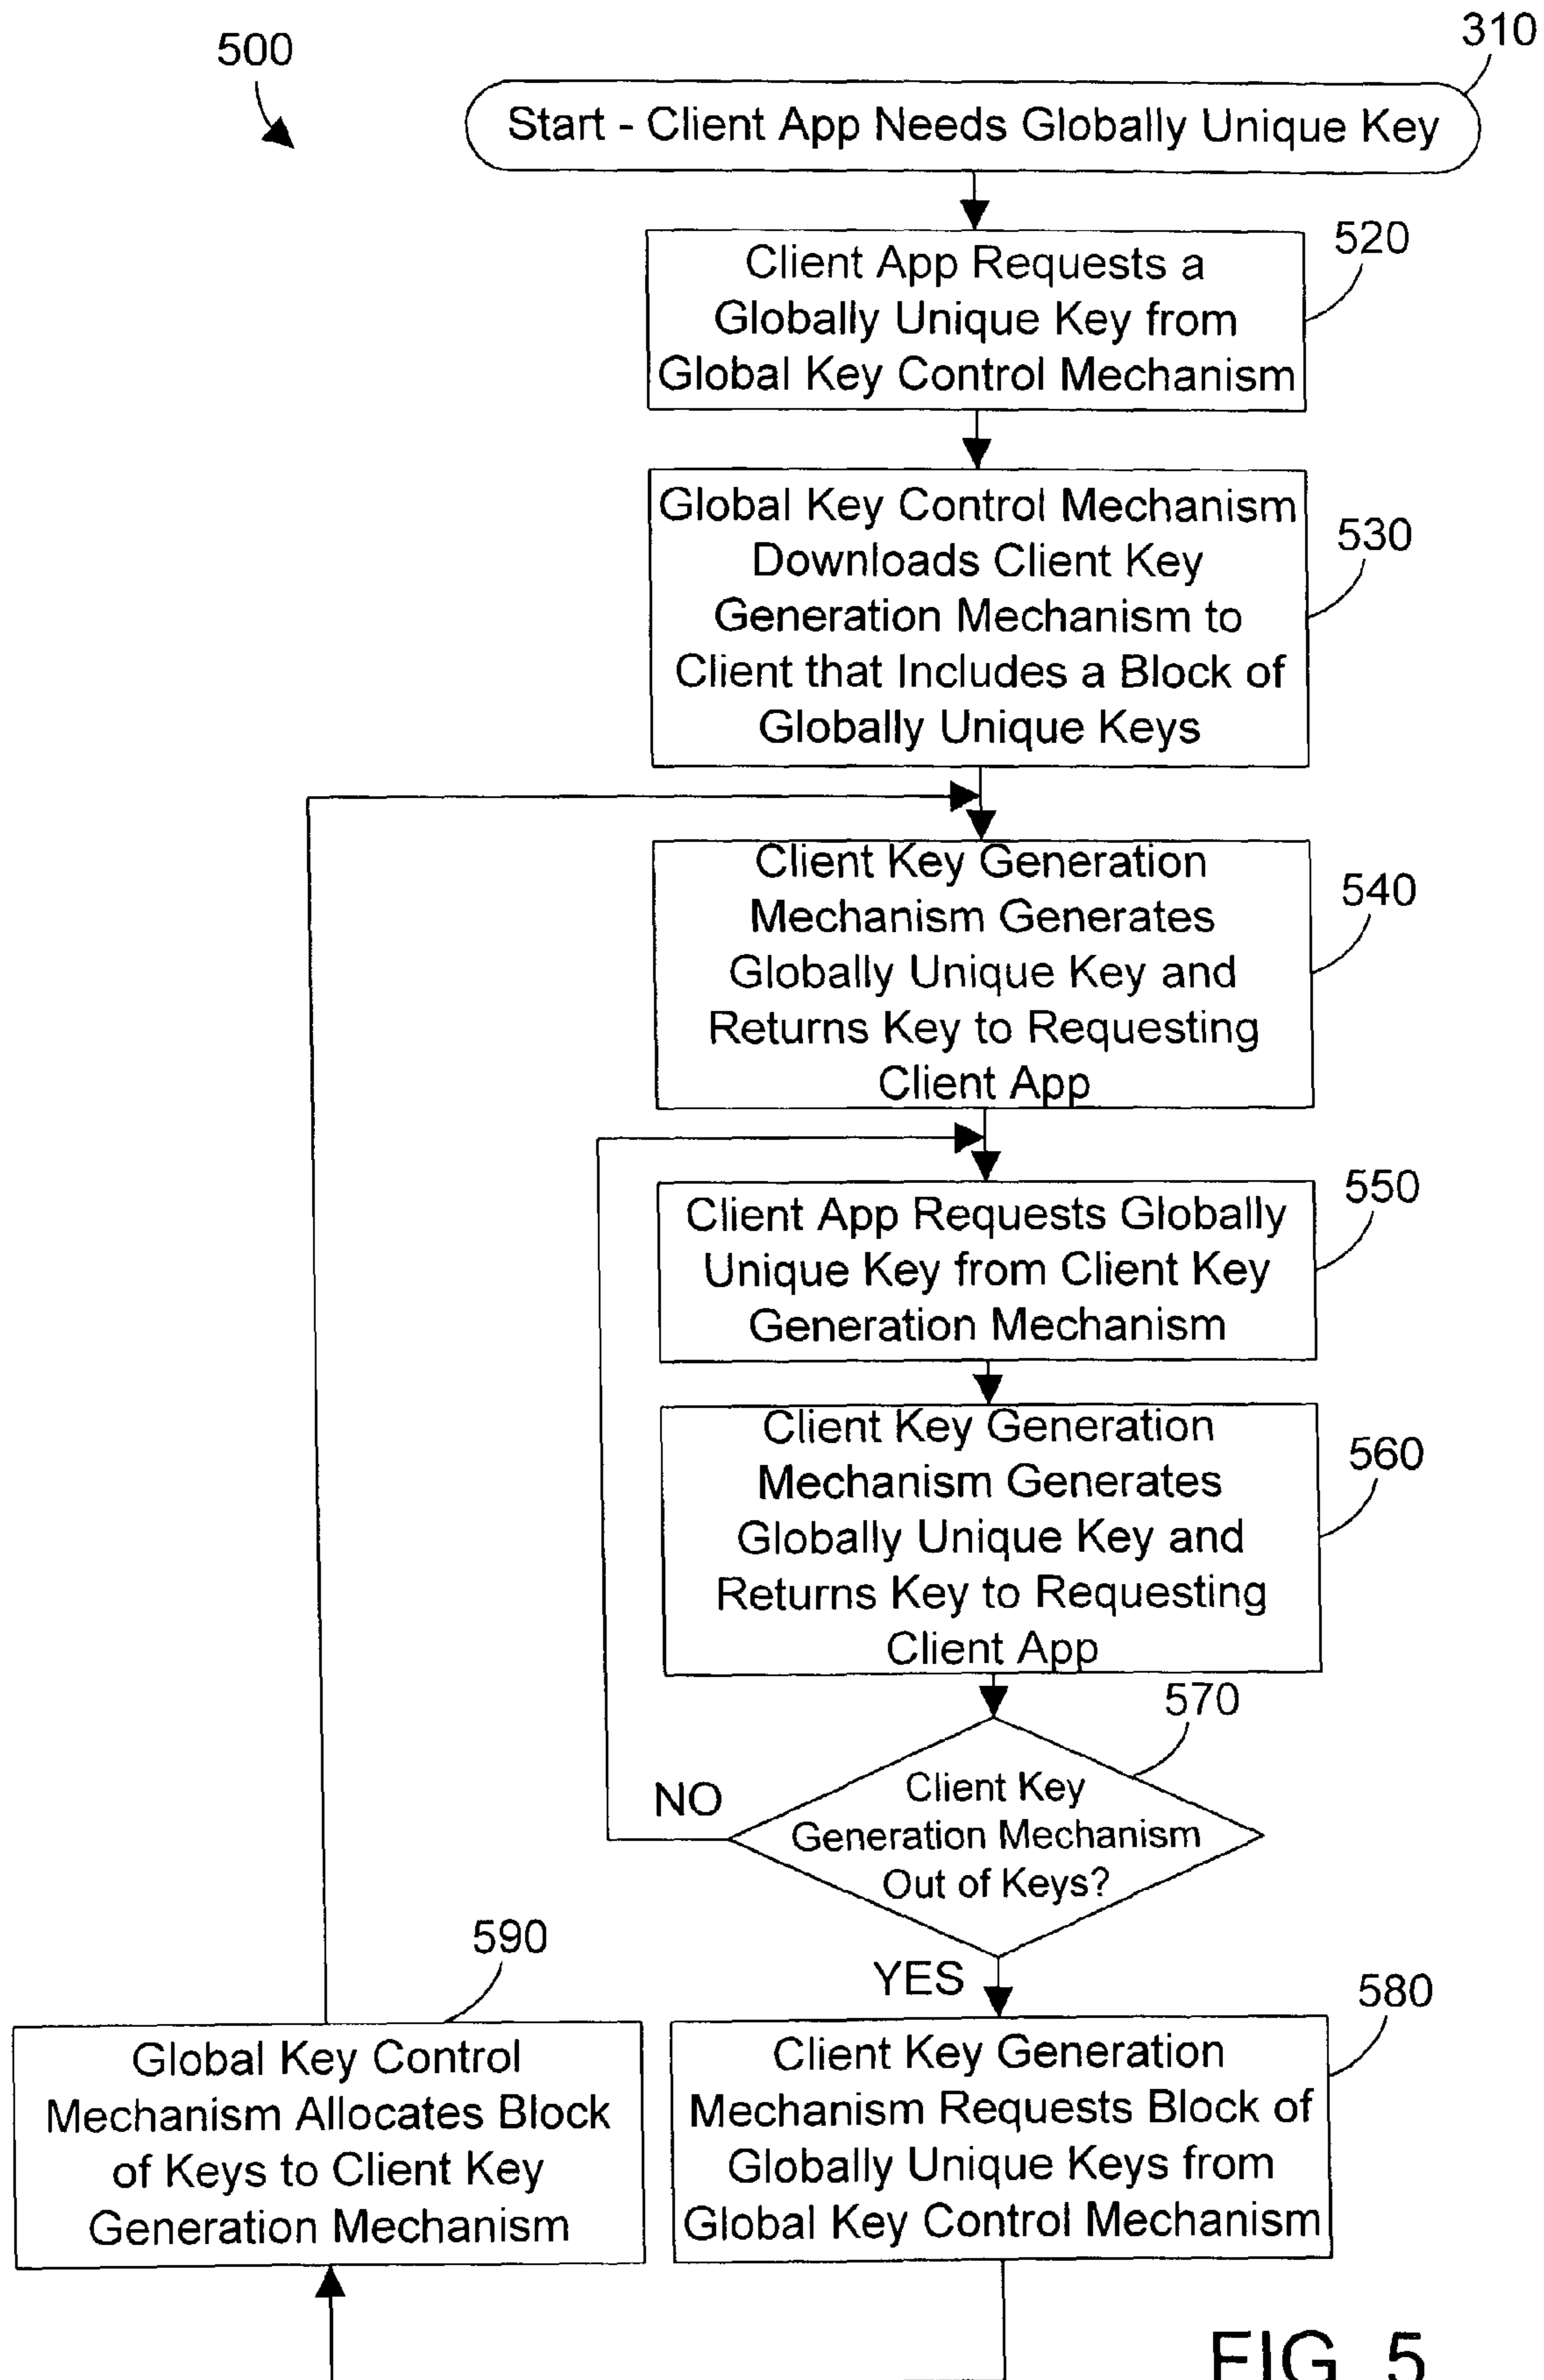 500
310
Start - Client App Needs Globally Unique Key
520
Client App Requests a
Globally Unique Key from
Global Key Control Mechanism
530
Global Key Control Mechanism
Downloads Client Key
Generation Mechanism to
Client that Includes a Block of
Globally Unique Keys
540
Client Key Generation
Mechanism Generates
Globally Unique Key and
Returns Key to Requesting
Client App
550
Client App Requests Globally
Unique Key from Client Key
Generation Mechanism
560
Client Key Generation
Mechanism Generates
Globally Unique Key and
Returns Key to Requesting
Client App
570
Client Key
Generation Mechanism
Out of Keys?
NO
YES
590
Global Key Control
Mechanism Allocates Block
of Keys to Client Key
Generation Mechanism
580
Client Key Generation
Mechanism Requests Block of
Globally Unique Keys from
Global Key Control Mechanism
FIG. 5